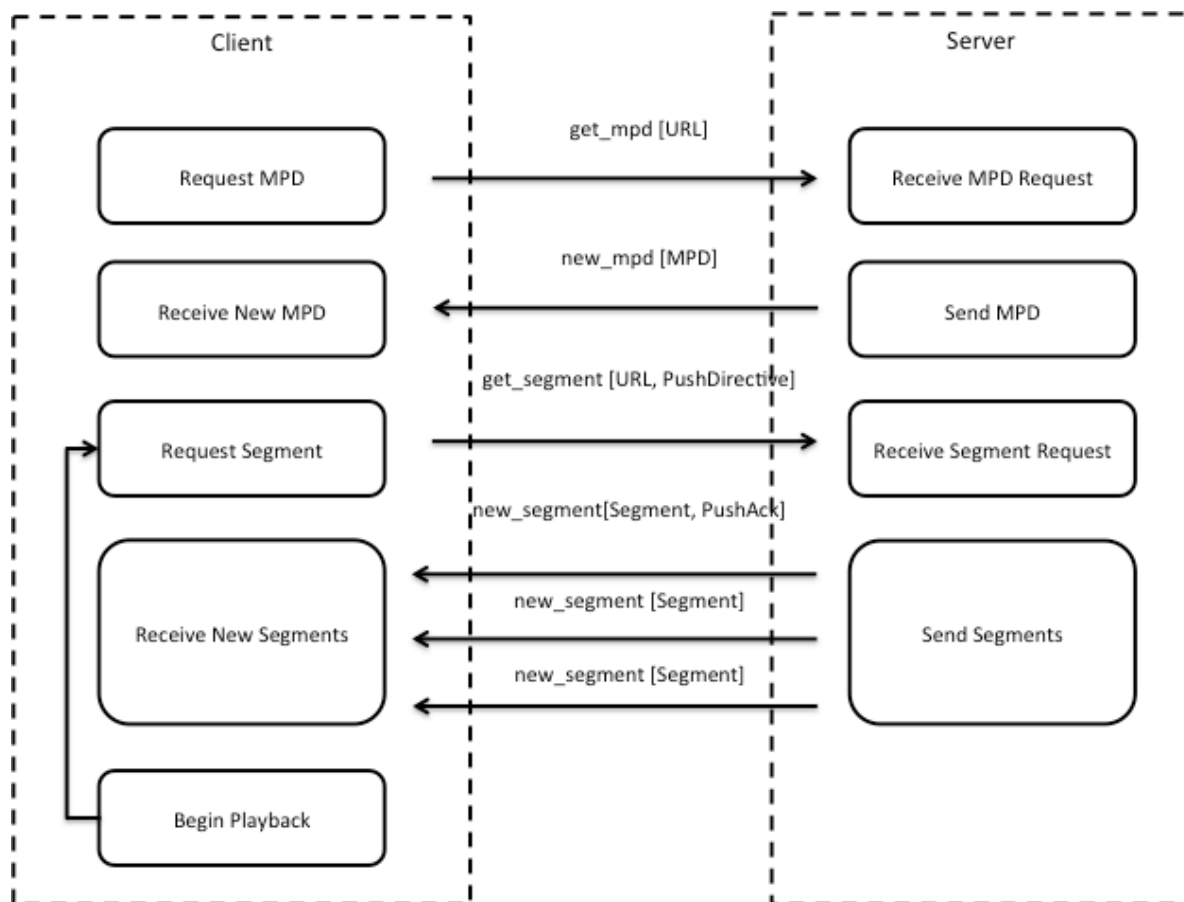 Client
Server
get_mpd [URL]
Request MPD
Receive MPD Request
new_mpd [MPD]
Receive New MPD
Send MPD
get_segment [URL, PushDirective]
Request Segment
Receive Segment Request
new_segment[Segment, PushAck]
new_segment [Segment]
Receive New Segments
Send Segments
new_segment [Segment]
Begin Playback